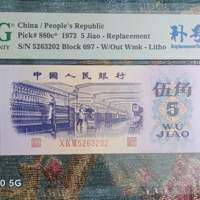 China / People's Republic
Pick# 880c* 1972 5 Jiao - Replacement
S/N 5263202 Block 097 - W/Out Wmk - Litho
补号
中国人民银行
伍角
5
WU
JIAO
5263202
5G